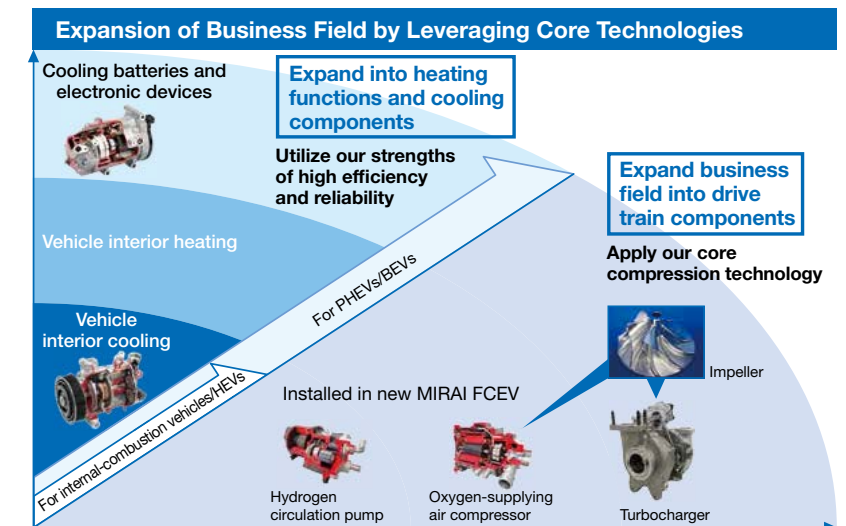 Expansion of Business Field by Leveraging Core Technologies
Cooling batteries and
electronic devices
Expand into heating
functions and cooling
components
Utilize our strengths
of high efficiency
and reliability
Expand business
field into drive
train components
Apply our core
compression technology
Vehicle interior heating
For PHEVs/BEVs
Vehicle
interior cooling
Impeller
For internal-combustion vehicles/HEVs
Installed in new MIRAI FCEV
Hydrogen
circulation pump
Oxygen-supplying
air compressor
Turbocharger